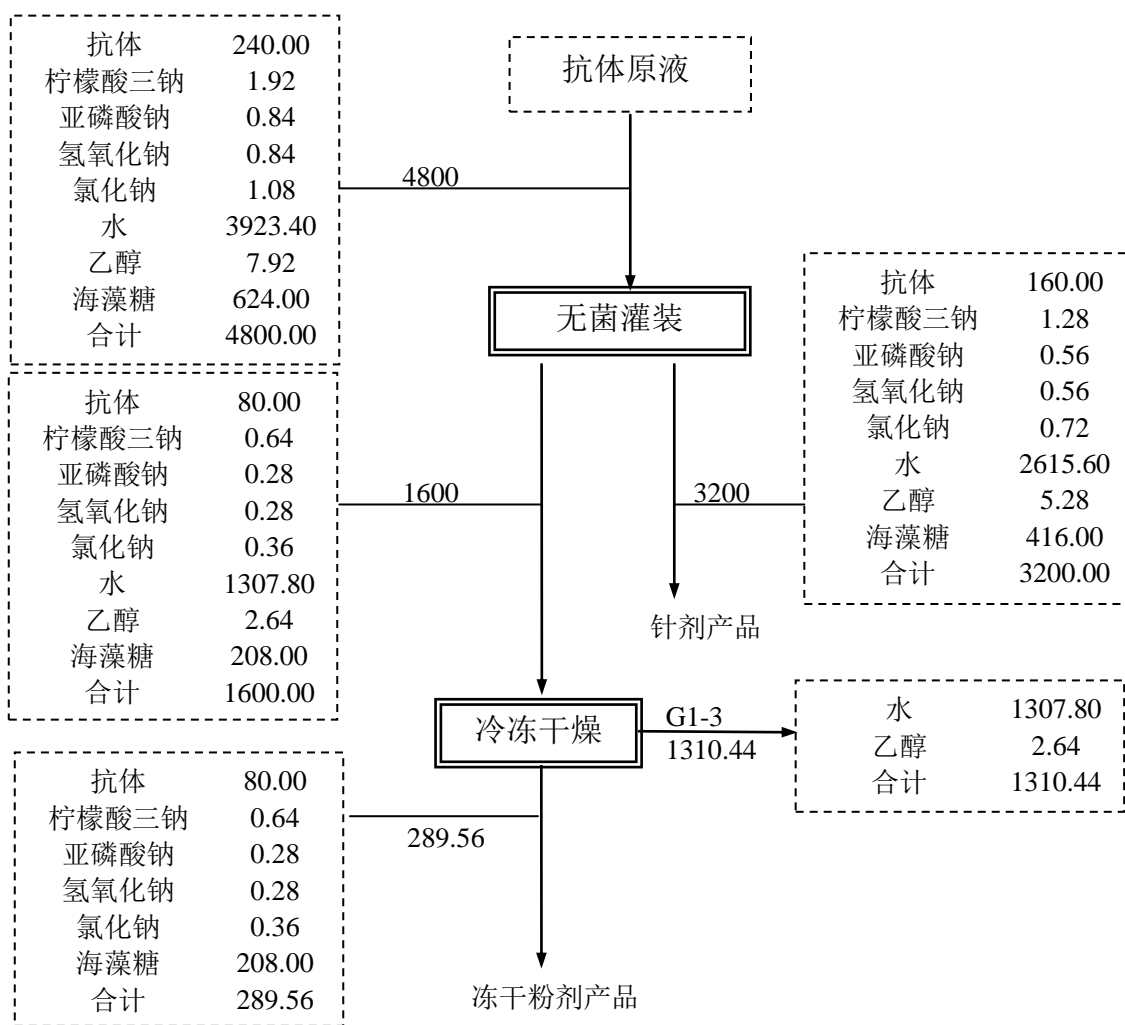 抗体 240.00
柠檬酸三钠 1.92
亚磷酸钠 0.84
氢氧化钠 0.84
氯化钠 1.08
水 3923.40
乙醇 7.92
海藻糖 624.00
合计 4800.00
抗体原液
4800
无菌灌装
抗体 160.00
柠檬酸三钠 1.28
亚磷酸钠 0.56
氢氧化钠 0.56
氯化钠 0.72
水 2615.60
乙醇 5.28
海藻糖 416.00
合计 3200.00
抗体 80.00
柠檬酸三钠 0.64
亚磷酸钠 0.28
氢氧化钠 0.28
氯化钠 0.36
水 1307.80
乙醇 2.64
海藻糖 208.00
合计 1600.00
1600
3200
针剂产品
冷冻干燥
G1-3
1310.44
水 1307.80
乙醇 2.64
合计 1310.44
抗体 80.00
柠檬酸三钠 0.64
亚磷酸钠 0.28
氢氧化钠 0.28
氯化钠 0.36
海藻糖 208.00
合计 289.56
289.56
冻干粉剂产品